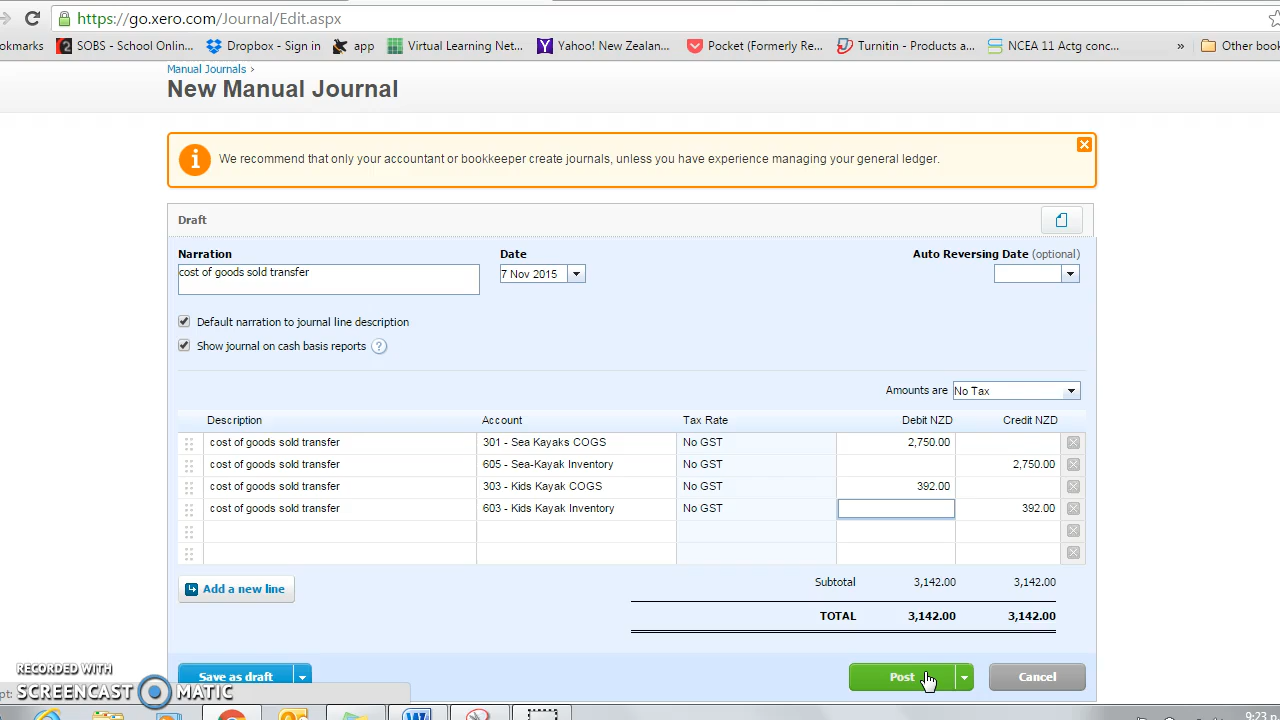 https://go.xero.com/Journal/Edit.aspx
okmarks SOBS - School Onlin... Dropbox - Sign in app Virtual Learning Net... Yahoo! New Zealan... Pocket (Formerly Re... Turnitin - Products a... NCEA 11 Actg conc... » Other book
Manual Journals ›
New Manual Journal
We recommend that only your accountant or bookkeeper create journals, unless you have experience managing your general ledger.
Draft
Narration Date Auto Reversing Date (optional)
cost of goods sold transfer 7 Nov 2015
Default narration to journal line description
Show journal on cash basis reports ?
Amounts are No Tax
Description Account Tax Rate Debit NZD Credit NZD
cost of goods sold transfer 301 - Sea Kayaks COGS No GST 2,750.00
cost of goods sold transfer 605 - Sea-Kayak Inventory No GST 2,750.00
cost of goods sold transfer 303 - Kids Kayak COGS No GST 392.00
cost of goods sold transfer 603 - Kids Kayak Inventory No GST 392.00
Add a new line Subtotal 3,142.00 3,142.00
TOTAL 3,142.00 3,142.00
Save as draft Post Cancel
RECORDED WITH
SCREENCAST MATIC